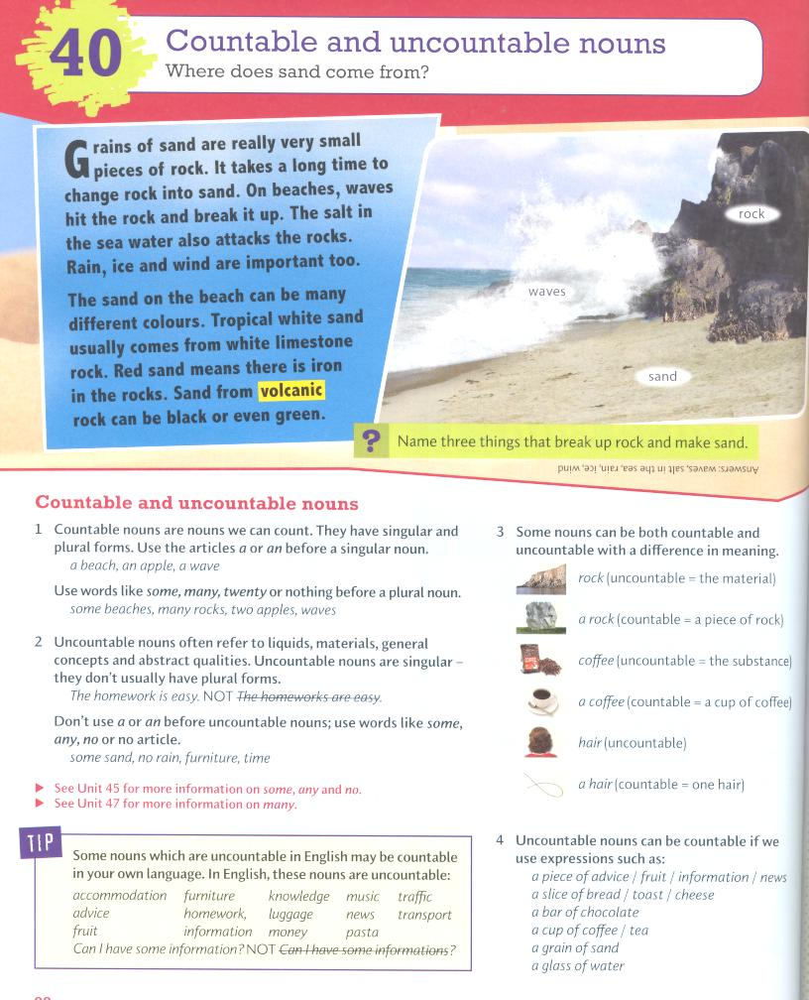 40
Countable and uncountable nouns
Where does sand come from?
Grains of sand are really very small
pieces of rock. It takes a long time to
change rock into sand. On beaches, waves
hit the rock and break it up. The salt in
the sea water also attacks the rocks.
Rain, ice and wind are important too.
The sand on the beach can be many
different colours. Tropical white sand
usually comes from white limestone
rock. Red sand means there is iron
in the rocks. Sand from volcanic
rock can be black or even green.
rock
waves
sand
? Name three things that break up rock and make sand.
Answers: waves, salt in the sea, rain, ice, wind
Countable and uncountable nouns
1 Countable nouns are nouns we can count. They have singular and
plural forms. Use the articles a or an before a singular noun.
a beach, an apple, a wave
Use words like some, many, twenty or nothing before a plural noun.
some beaches, many rocks, two apples, waves
2 Uncountable nouns often refer to liquids, materials, general
concepts and abstract qualities. Uncountable nouns are singular –
they don't usually have plural forms.
The homework is easy. NOT The homeworks are easy.
Don't use a or an before uncountable nouns; use words like some,
any, no or no article.
some sand, no rain, furniture, time
► See Unit 45 for more information on some, any and no.
► See Unit 47 for more information on many.
TIP
Some nouns which are uncountable in English may be countable
in your own language. In English, these nouns are uncountable:
accommodation furniture knowledge music traffic
advice homework, luggage news transport
fruit information money pasta
Can I have some information? NOT Can I have some informations?
3 Some nouns can be both countable and
uncountable with a difference in meaning.
rock (uncountable = the material)
a rock (countable = a piece of rock)
coffee (uncountable = the substance)
a coffee (countable = a cup of coffee)
hair (uncountable)
a hair (countable = one hair)
4 Uncountable nouns can be countable if we
use expressions such as:
a piece of advice / fruit / information / news
a slice of bread / toast / cheese
a bar of chocolate
a cup of coffee / tea
a grain of sand
a glass of water